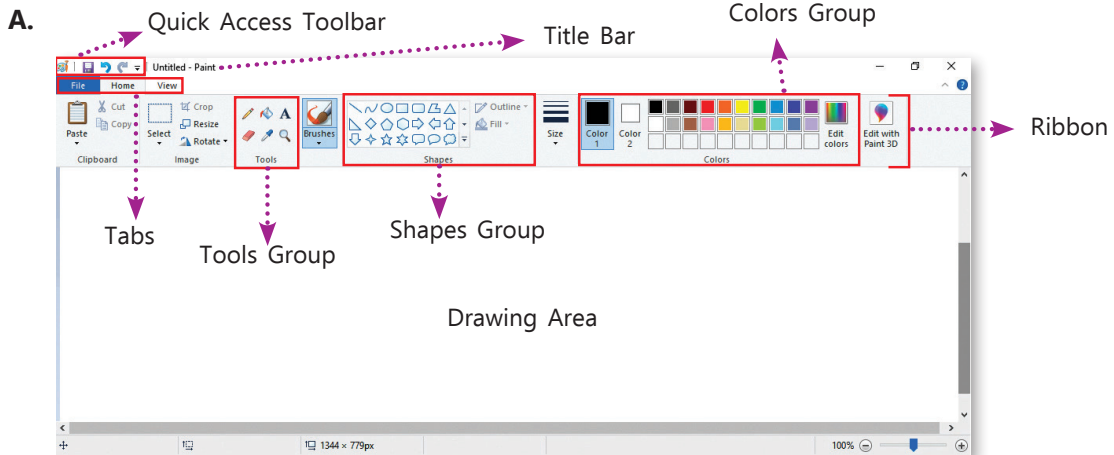 A.
Quick Access Toolbar
Title Bar
Colors Group
Untitled - Paint
File Home View
Cut
Copy
Paste
Clipboard
Crop
Resize
Rotate
Select
Image
Tools
Brushes
Outline
Fill
Shapes
Size
Color 1
Color 2
Edit colors
Colors
Edit with Paint 3D
Ribbon
Tabs
Tools Group
Shapes Group
Drawing Area
1344 × 779px
100%